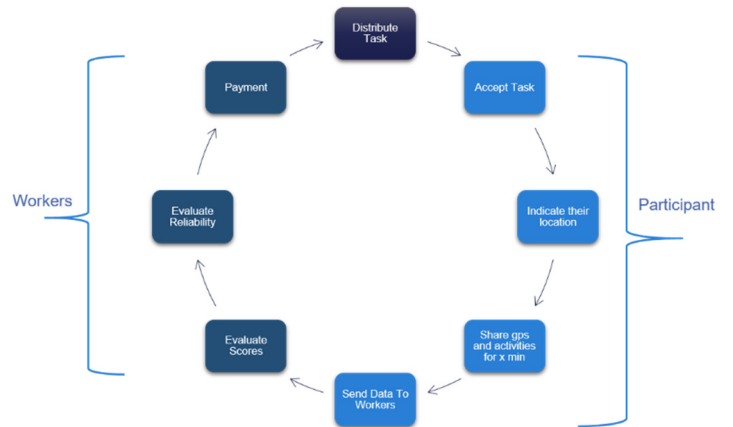 Distribute
Task
Accept Task
Indicate their
location
Share gps
and activities
for x min
Send Data To
Workers
Evaluate
Scores
Evaluate
Reliability
Payment
Workers
Participant